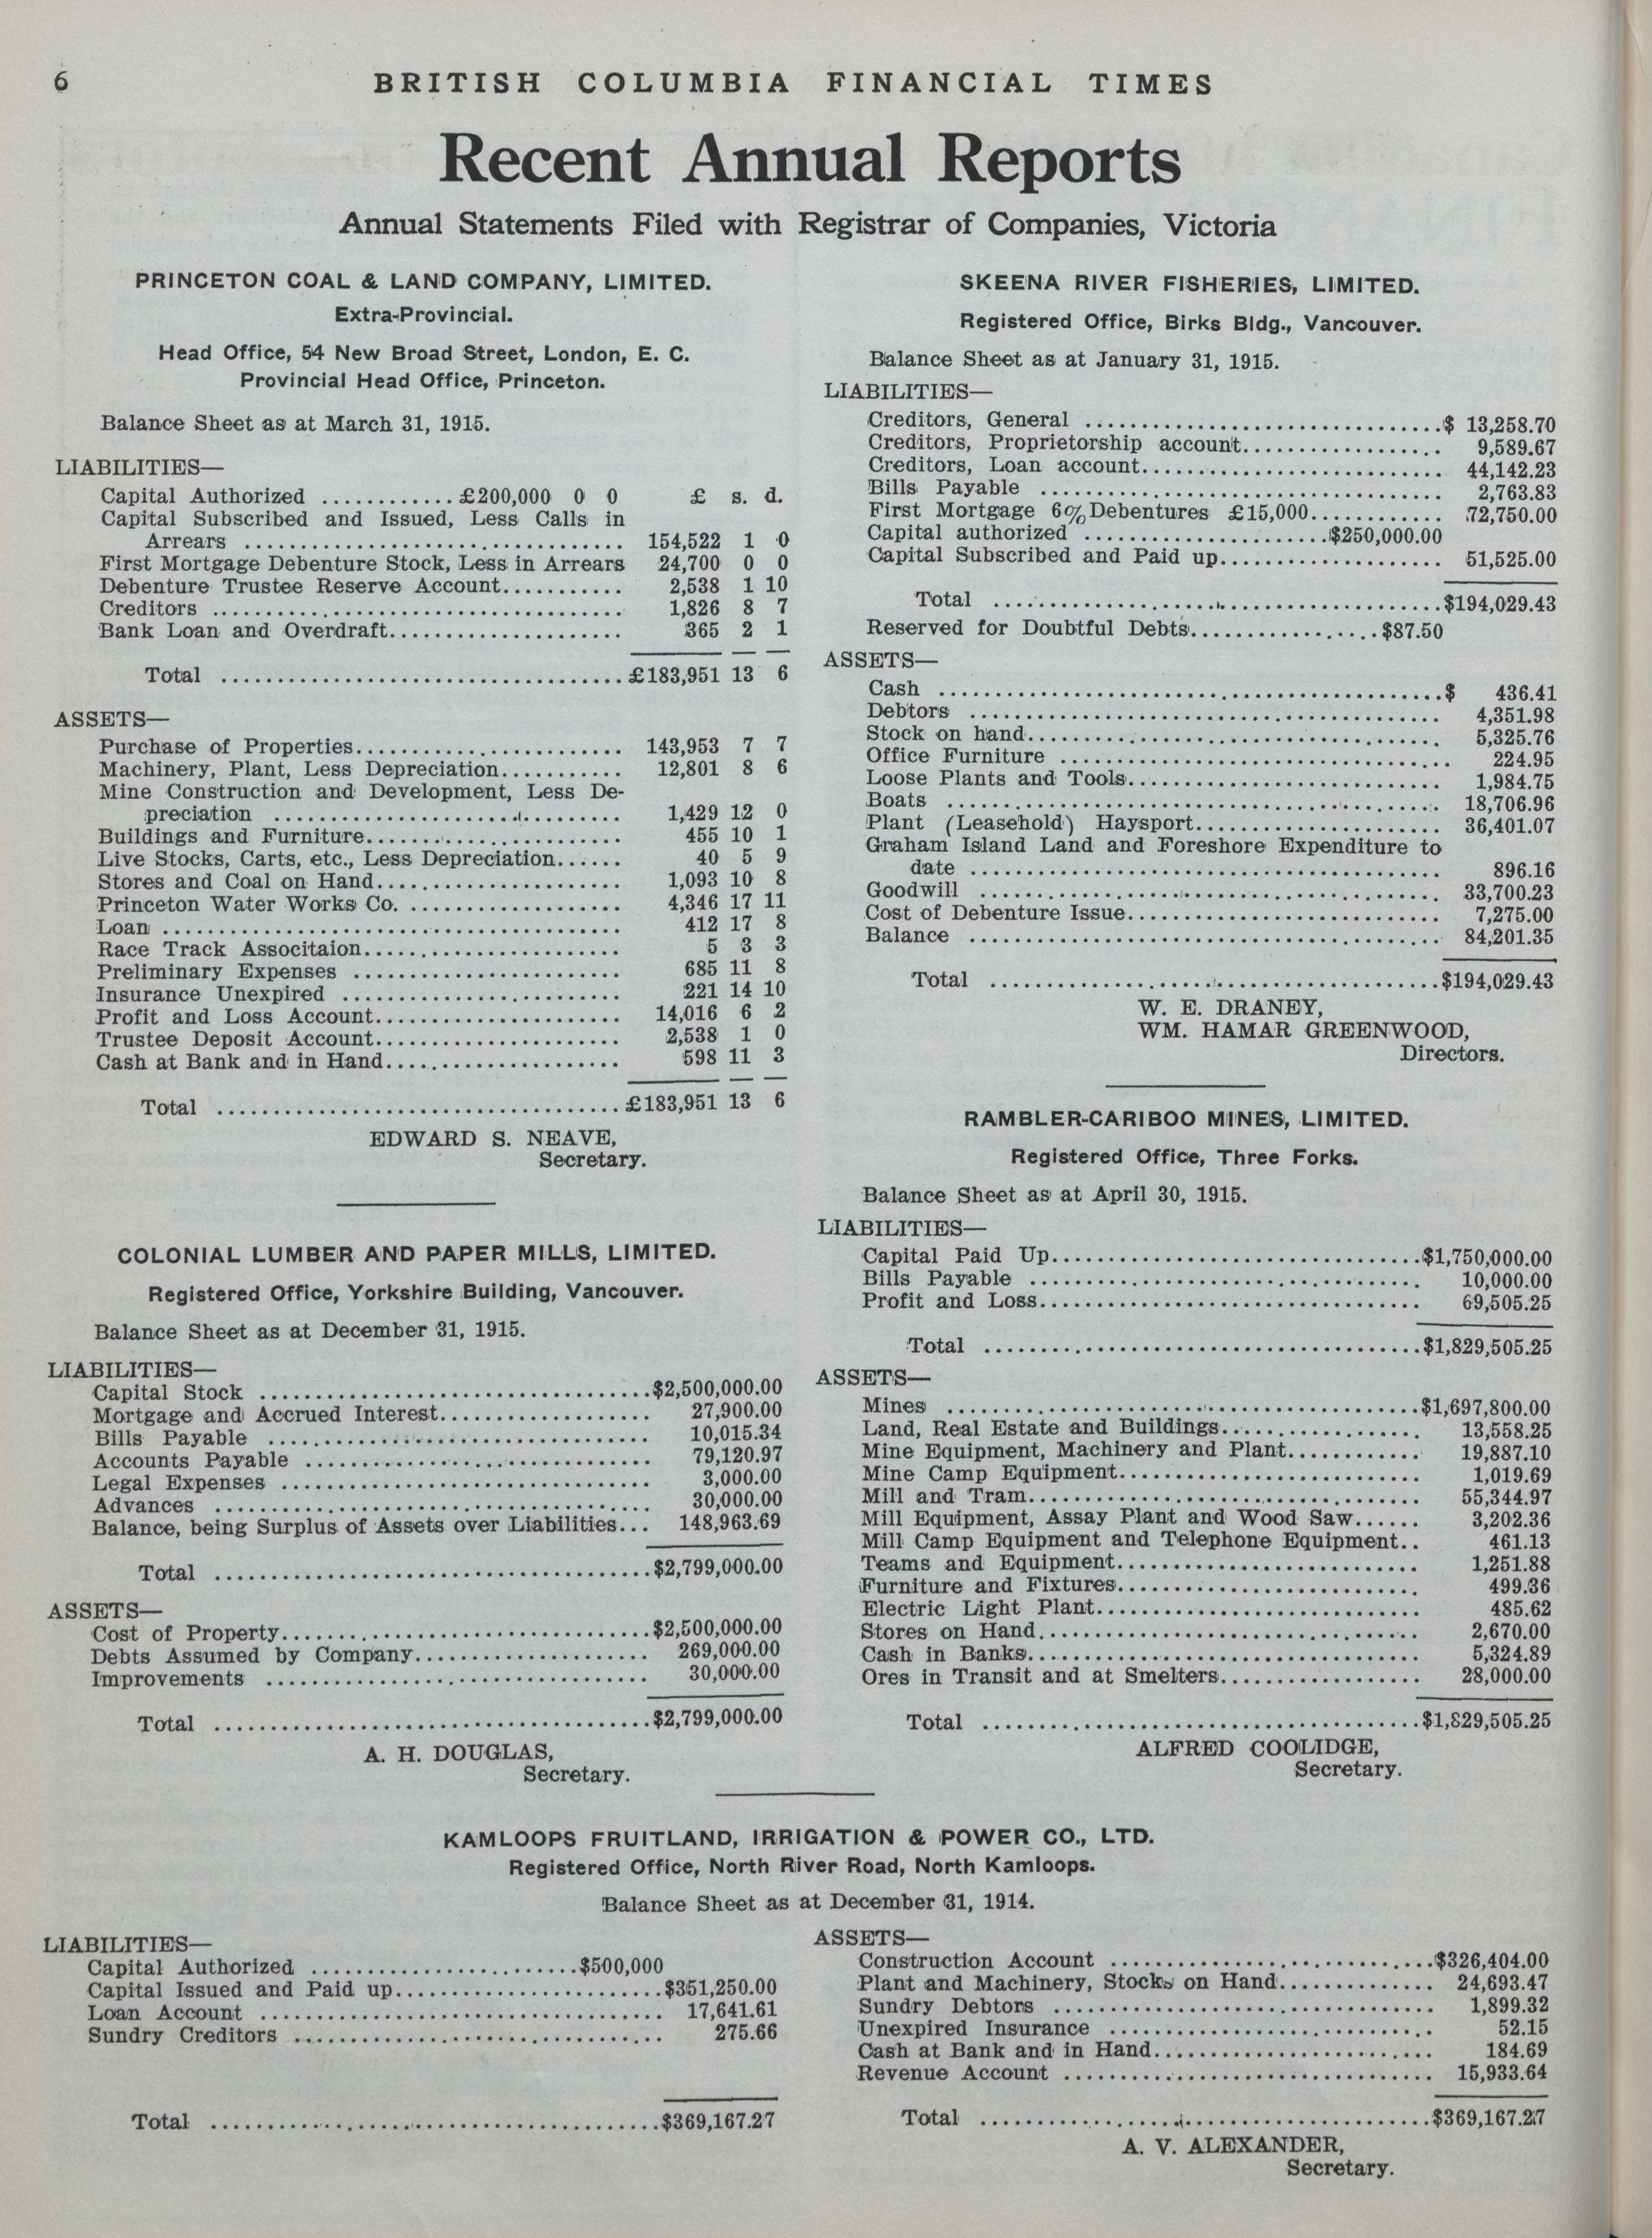 6
BRITISH COLUMBIA FINANCIAL TIMES
Recent Annual Reports
Annual Statements Filed with Registrar of Companies, Victoria
PRINCETON COAL & LAND COMPANY, LIMITED.
Extra-Provincial.
Head Office, 54 New Broad Street, London, E. C.
Provincial Head Office, Princeton.
Balance Sheet as at March 31, 1915.
LIABILITIES—
Capital Authorized ............£200,000 0 0 £ s. d.
Capital Subscribed and Issued, Less Calls in
Arrears .................................. 154,522 1 0
First Mortgage Debenture Stock, Less in Arrears 24,700 0 0
Debenture Trustee Reserve Account........... 2,538 1 10
Creditors .................................... 1,826 8 7
Bank Loan and Overdraft..................... 365 2 1
Total ....................................£183,951 13 6
ASSETS—
Purchase of Properties........................ 143,953 7 7
Machinery, Plant, Less Depreciation........... 12,801 8 6
Mine Construction and Development, Less De-
preciation ............................... 1,429 12 0
Buildings and Furniture....................... 455 10 1
Live Stocks, Carts, etc., Less Depreciation...... 40 5 9
Stores and Coal on Hand...................... 1,093 10 8
Princeton Water Works Co. ................... 4,346 17 11
Loan ......................................... 412 17 8
Race Track Associtaion....................... 5 3 3
Preliminary Expenses ........................ 685 11 8
Insurance Unexpired ......................... 221 14 10
Profit and Loss Account...................... 14,016 6 2
Trustee Deposit Account...................... 2,538 1 0
Cash at Bank and in Hand..................... 598 11 3
Total ....................................£183,951 13 6
EDWARD S. NEAVE,
Secretary.
COLONIAL LUMBER AND PAPER MILLS, LIMITED.
Registered Office, Yorkshire Building, Vancouver.
Balance Sheet as at December 31, 1915.
LIABILITIES—
Capital Stock ...................................$2,500,000.00
Mortgage and Accrued Interest................... 27,900.00
Bills Payable .................................. 10,015.34
Accounts Payable ............................... 79,120.97
Legal Expenses ................................. 3,000.00
Advances ....................................... 30,000.00
Balance, being Surplus of Assets over Liabilities... 148,963.69
Total .......................................$2,799,000.00
ASSETS—
Cost of Property.................................$2,500,000.00
Debts Assumed by Company..................... 269,000.00
Improvements .................................. 30,000.00
Total .......................................$2,799,000.00
A. H. DOUGLAS,
Secretary.
SKEENA RIVER FISHERIES, LIMITED.
Registered Office, Birks Bldg., Vancouver.
Balance Sheet as at January 31, 1915.
LIABILITIES—
Creditors, General ................................$ 13,258.70
Creditors, Proprietorship account.................. 9,589.67
Creditors, Loan account........................... 44,142.23
Bills Payable .................................... 2,763.83
First Mortgage 6% Debentures £15,000............ 72,750.00
Capital authorized ......................$250,000.00
Capital Subscribed and Paid up.................... 51,525.00
Total ........................................$194,029.43
Reserved for Doubtful Debts.................$87.50
ASSETS—
Cash .............................................$ 436.41
Debtors .......................................... 4,351.98
Stock on hand..................................... 5,325.76
Office Furniture ................................... 224.95
Loose Plants and Tools............................ 1,984.75
Boats ............................................ 18,706.96
Plant (Leasehold) Haysport...................... 36,401.07
Graham Island Land and Foreshore Expenditure to
date .......................................... 896.16
Goodwill ......................................... 33,700.23
Cost of Debenture Issue............................ 7,275.00
Balance .......................................... 84,201.35
Total ........................................$194,029.43
W. E. DRANEY,
WM. HAMAR GREENWOOD,
Directors.
RAMBLER-CARIBOO MINES, LIMITED.
Registered Office, Three Forks.
Balance Sheet as at April 30, 1915.
LIABILITIES—
Capital Paid Up.................................$1,750,000.00
Bills Payable ................................... 10,000.00
Profit and Loss.................................. 69,505.25
Total .......................................$1,829,505.25
ASSETS—
Mines ..........................................$1,697,800.00
Land, Real Estate and Buildings.................. 13,558.25
Mine Equipment, Machinery and Plant............ 19,887.10
Mine Camp Equipment........................... 1,019.69
Mill and Tram................................... 55,344.97
Mill Equipment, Assay Plant and Wood Saw...... 3,202.36
Mill Camp Equipment and Telephone Equipment.. 461.13
Teams and Equipment........................... 1,251.88
Furniture and Fixtures........................... 499.36
Electric Light Plant............................. 485.62
Stores on Hand.................................. 2,670.00
Cash in Banks................................... 5,324.89
Ores in Transit and at Smelters.................. 28,000.00
Total .......................................$1,829,505.25
ALFRED COOLIDGE,
Secretary.
KAMLOOPS FRUITLAND, IRRIGATION & POWER CO., LTD.
Registered Office, North River Road, North Kamloops.
Balance Sheet as at December 31, 1914.
LIABILITIES—
Capital Authorized ........................$500,000
Capital Issued and Paid up........................$351,250.00
Loan Account .................................... 17,641.61
Sundry Creditors ................................. 275.66
Total ........................................$369,167.27
ASSETS—
Construction Account .............................$326,404.00
Plant and Machinery, Stocks on Hand.............. 24,693.47
Sundry Debtors .................................. 1,899.32
Unexpired Insurance ............................. 52.15
Cash at Bank and in Hand......................... 184.69
Revenue Account ................................. 15,933.64
Total ........................................$369,167.27
A. V. ALEXANDER,
Secretary.